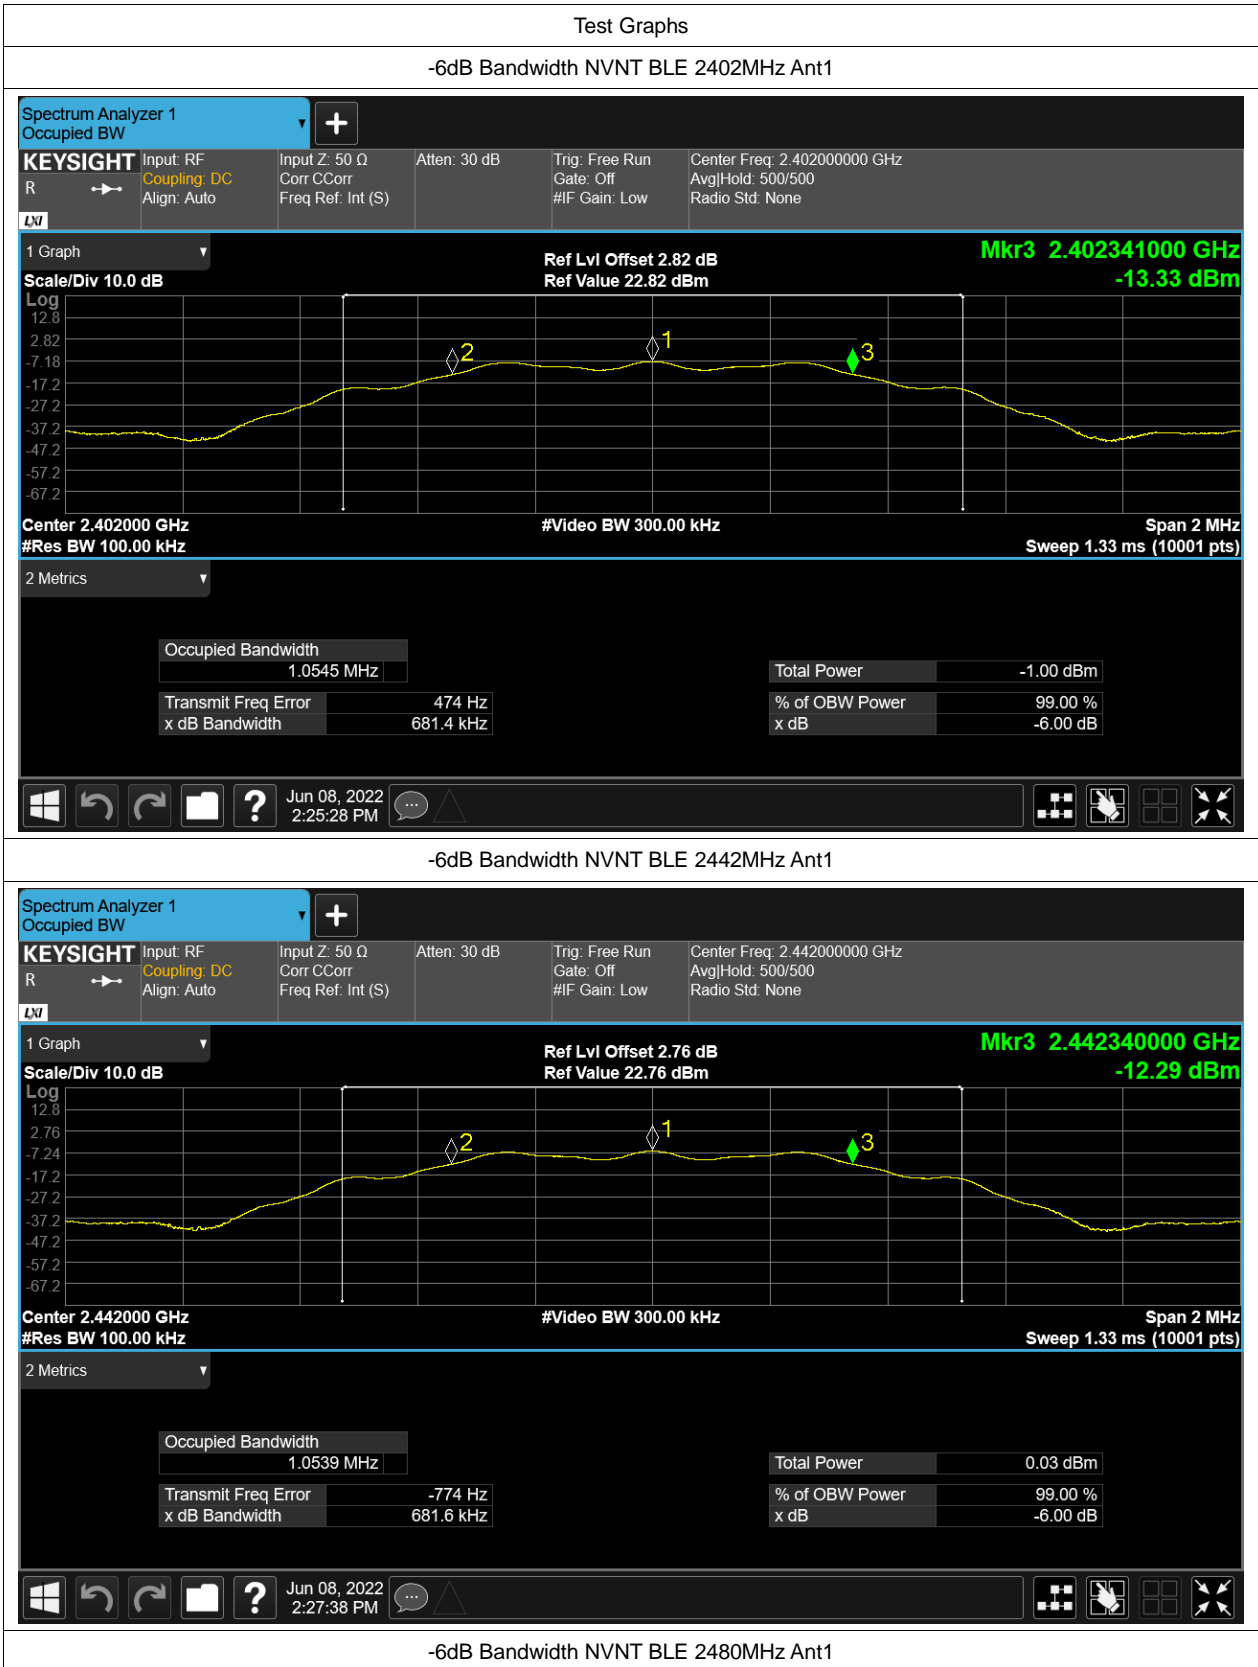 Test Graphs
-6dB Bandwidth NVNT BLE 2402MHz Ant1
Spectrum Analyzer 1
Occupied BW
KEYSIGHT
R
LXI
Input: RF
Coupling: DC
Align: Auto
Input Z: 50 Ω
Corr CCorr
Freq Ref: Int (S)
Atten: 30 dB
Trig: Free Run
Gate: Off
#IF Gain: Low
Center Freq: 2.402000000 GHz
Avg|Hold: 500/500
Radio Std: None
1 Graph
Scale/Div 10.0 dB
Ref Lvl Offset 2.82 dB
Ref Value 22.82 dBm
Mkr3 2.402341000 GHz
-13.33 dBm
Log
12.8
2.82
-7.18
-17.2
-27.2
-37.2
-47.2
-57.2
-67.2
2
1
3
Center 2.402000 GHz
#Video BW 300.00 kHz
Span 2 MHz
#Res BW 100.00 kHz
Sweep 1.33 ms (10001 pts)
2 Metrics
Occupied Bandwidth
1.0545 MHz
Total Power -1.00 dBm
Transmit Freq Error 474 Hz
% of OBW Power 99.00 %
x dB Bandwidth 681.4 kHz
x dB -6.00 dB
?
Jun 08, 2022
2:25:28 PM
-6dB Bandwidth NVNT BLE 2442MHz Ant1
Spectrum Analyzer 1
Occupied BW
KEYSIGHT
R
LXI
Input: RF
Coupling: DC
Align: Auto
Input Z: 50 Ω
Corr CCorr
Freq Ref: Int (S)
Atten: 30 dB
Trig: Free Run
Gate: Off
#IF Gain: Low
Center Freq: 2.442000000 GHz
Avg|Hold: 500/500
Radio Std: None
1 Graph
Scale/Div 10.0 dB
Ref Lvl Offset 2.76 dB
Ref Value 22.76 dBm
Mkr3 2.442340000 GHz
-12.29 dBm
Log
12.8
2.76
-7.24
-17.2
-27.2
-37.2
-47.2
-57.2
-67.2
2
1
3
Center 2.442000 GHz
#Video BW 300.00 kHz
Span 2 MHz
#Res BW 100.00 kHz
Sweep 1.33 ms (10001 pts)
2 Metrics
Occupied Bandwidth
1.0539 MHz
Total Power 0.03 dBm
Transmit Freq Error -774 Hz
% of OBW Power 99.00 %
x dB Bandwidth 681.6 kHz
x dB -6.00 dB
?
Jun 08, 2022
2:27:38 PM
-6dB Bandwidth NVNT BLE 2480MHz Ant1